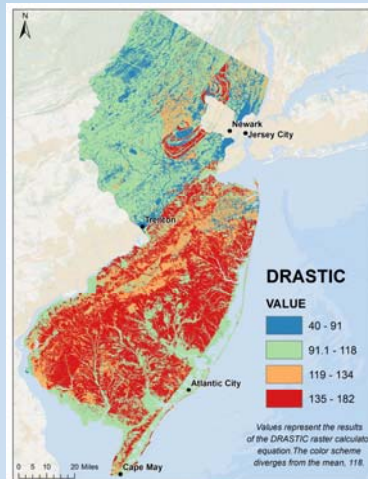 N
Newark
Jersey City
Trenton
DRASTIC
VALUE
40 - 91
91.1 - 118
119 - 134
135 - 182
Atlantic City
Values represent the results
of the DRASTIC raster calculator
equation.The color scheme
diverges from the mean, 118.
0 5 10 20 Miles
Cape May